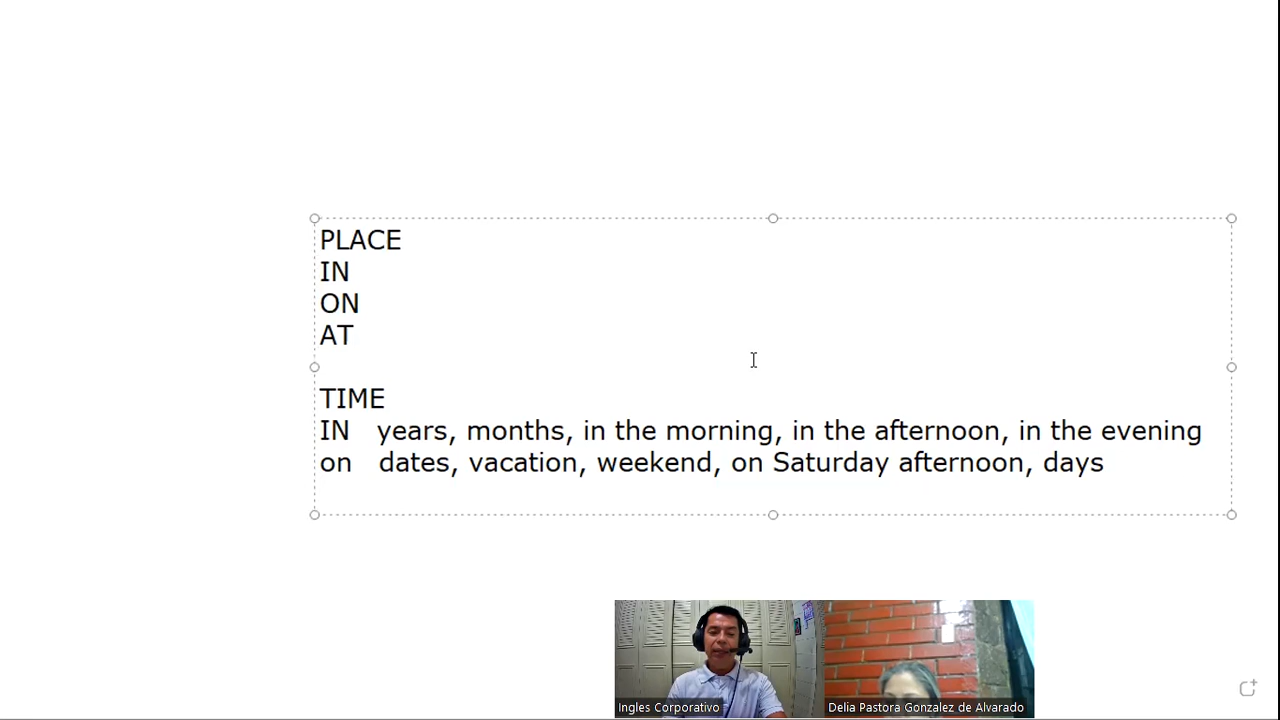 PLACE
IN
ON
AT
TIME
IN years, months, in the morning, in the afternoon, in the evening
on dates, vacation, weekend, on Saturday afternoon, days
Ingles Corporativo
Delia Pastora Gonzalez de Alvarado